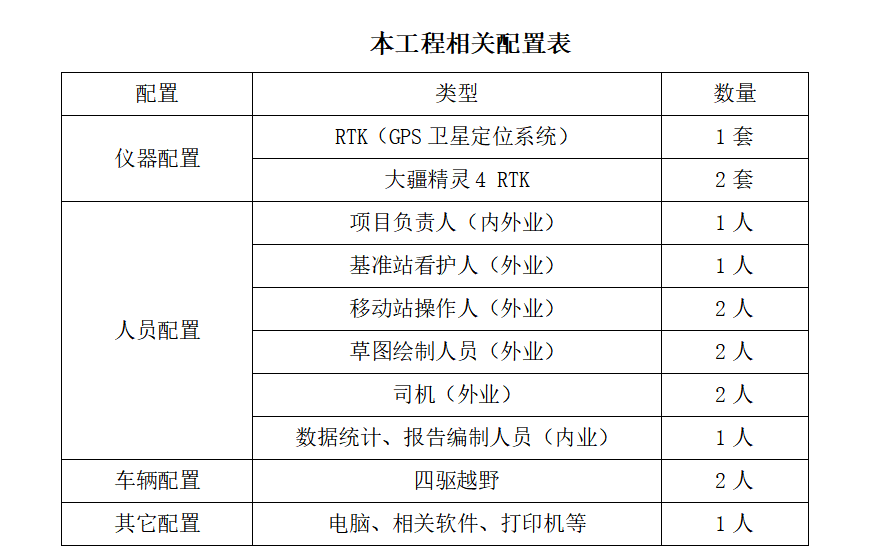 本工程相关配置表
配置 类型 数量
仪器配置 RTK（GPS 卫星定位系统） 1 套
大疆精灵4 RTK 2 套
人员配置 项目负责人（内外业） 1 人
基准站看护人（外业） 1 人
移动站操作人（外业） 2 人
草图绘制人员（外业） 2 人
司机（外业） 2 人
数据统计、报告编制人员（内业） 1 人
车辆配置 四驱越野 2 人
其它配置 电脑、相关软件、打印机等 1 人